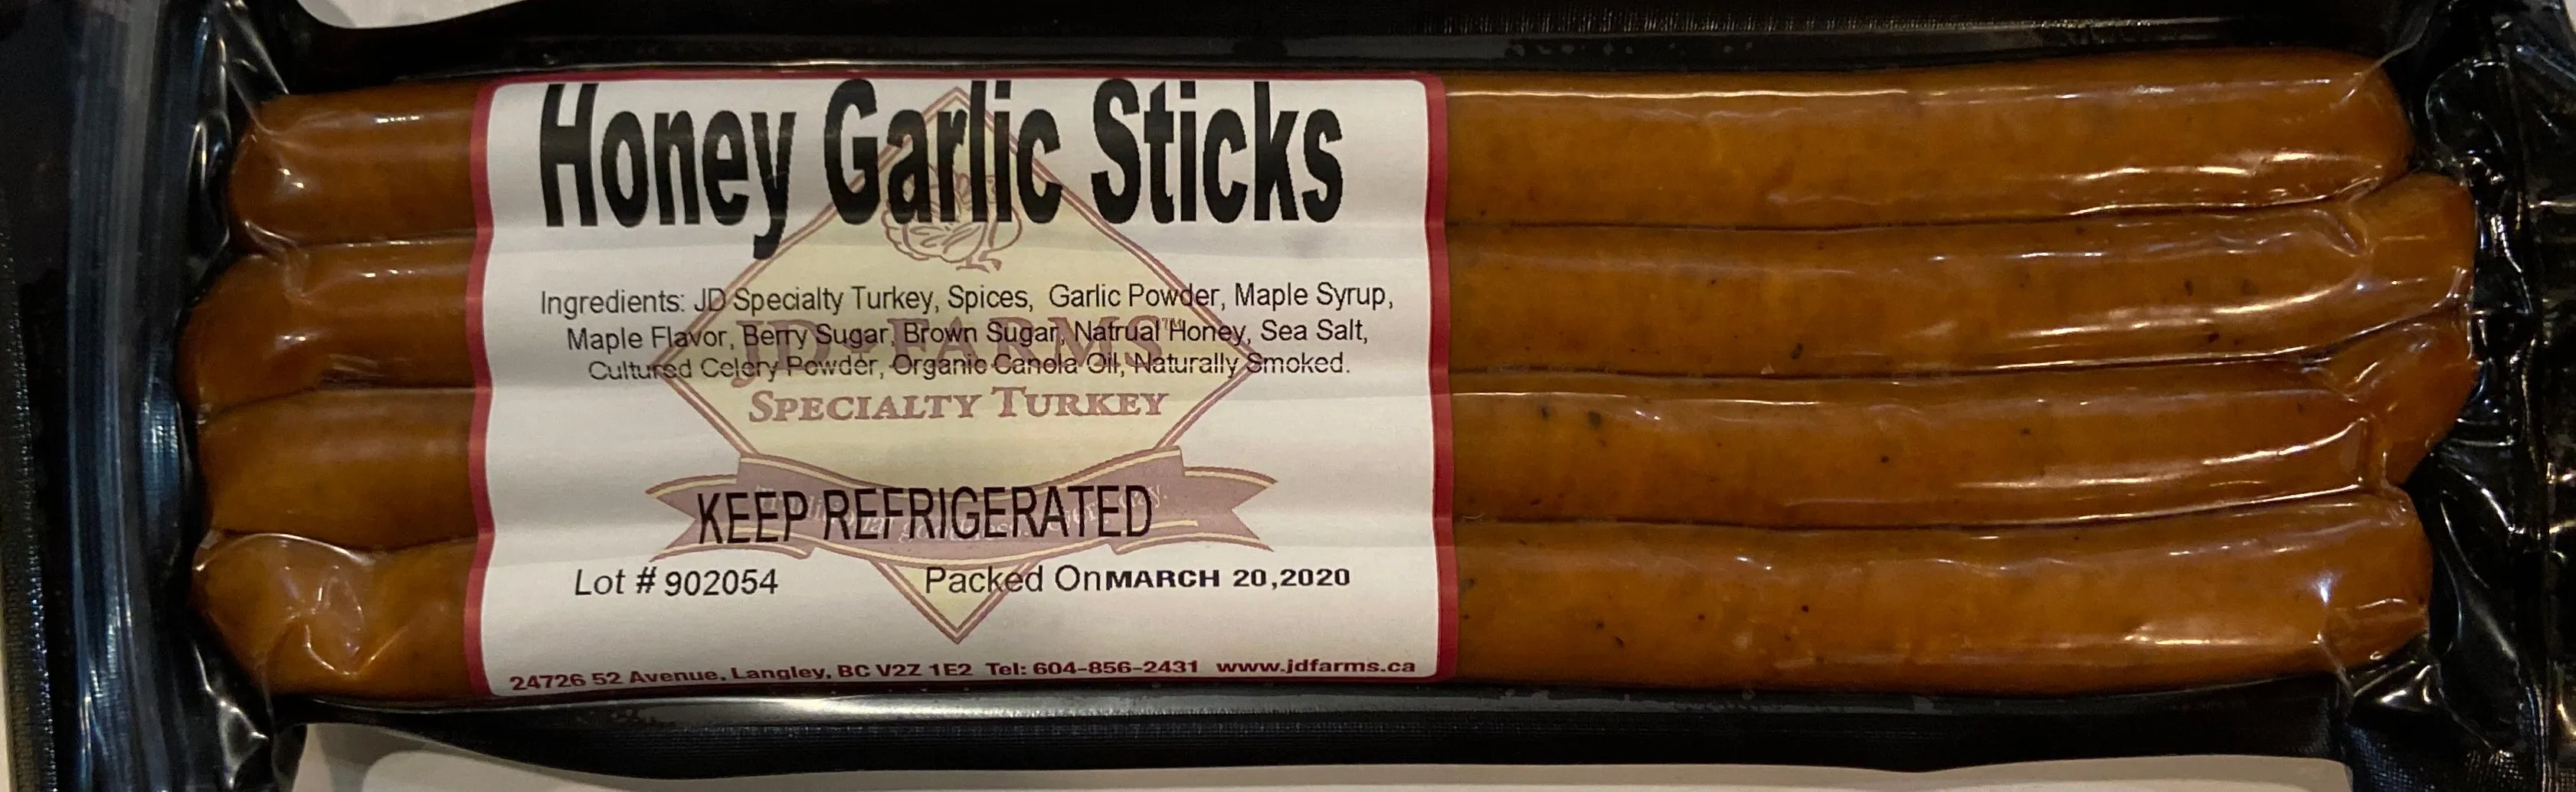 Honey Garlic Sticks
Ingredients: JD Specialty Turkey, Spices, Garlic Powder, Maple Syrup,
Maple Flavor, Berry Sugar, Brown Sugar, Natrual Honey, Sea Salt,
Cultured Celery Powder, Organic Canola Oil, Naturally Smoked.
JD FARMS
SPECIALTY TURKEY
KEEP REFRIGERATED
Lot # 902054 Packed On MARCH 20,2020
24726 52 Avenue, Langley, BC V2Z 1E2 Tel: 604-856-2431 www.jdfarms.ca